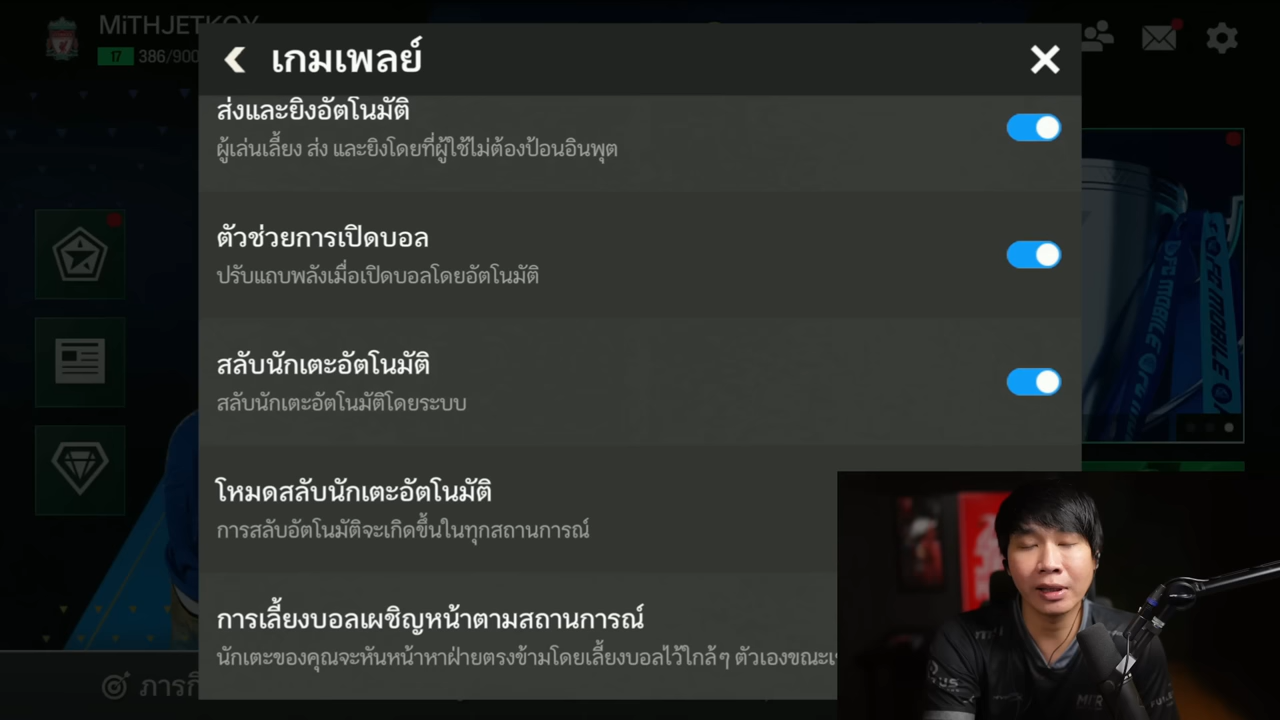 MiTHJETKOY
17 386/900
เกมเพลย์
ส่งและยิงอัตโนมัติ
ผู้เล่นเลี้ยง ส่ง และยิงโดยที่ผู้ใช้ไม่ต้องป้อนอินพุต
ตัวช่วยการเปิดบอล
ปรับแถบพลังเมื่อเปิดบอลโดยอัตโนมัติ
สลับนักเตะอัตโนมัติ
สลับนักเตะอัตโนมัติโดยระบบ
โหมดสลับนักเตะอัตโนมัติ
การสลับอัตโนมัติจะเกิดขึ้นในทุกสถานการณ์
การเลี้ยงบอลเผชิญหน้าตามสถานการณ์
นักเตะของคุณจะหันหน้าหาฝ่ายตรงข้ามโดยเลี้ยงบอลไว้ใกล้ๆ ตัวเองขณะ
ภารกิ
FC MOBILE
FC MOBILE